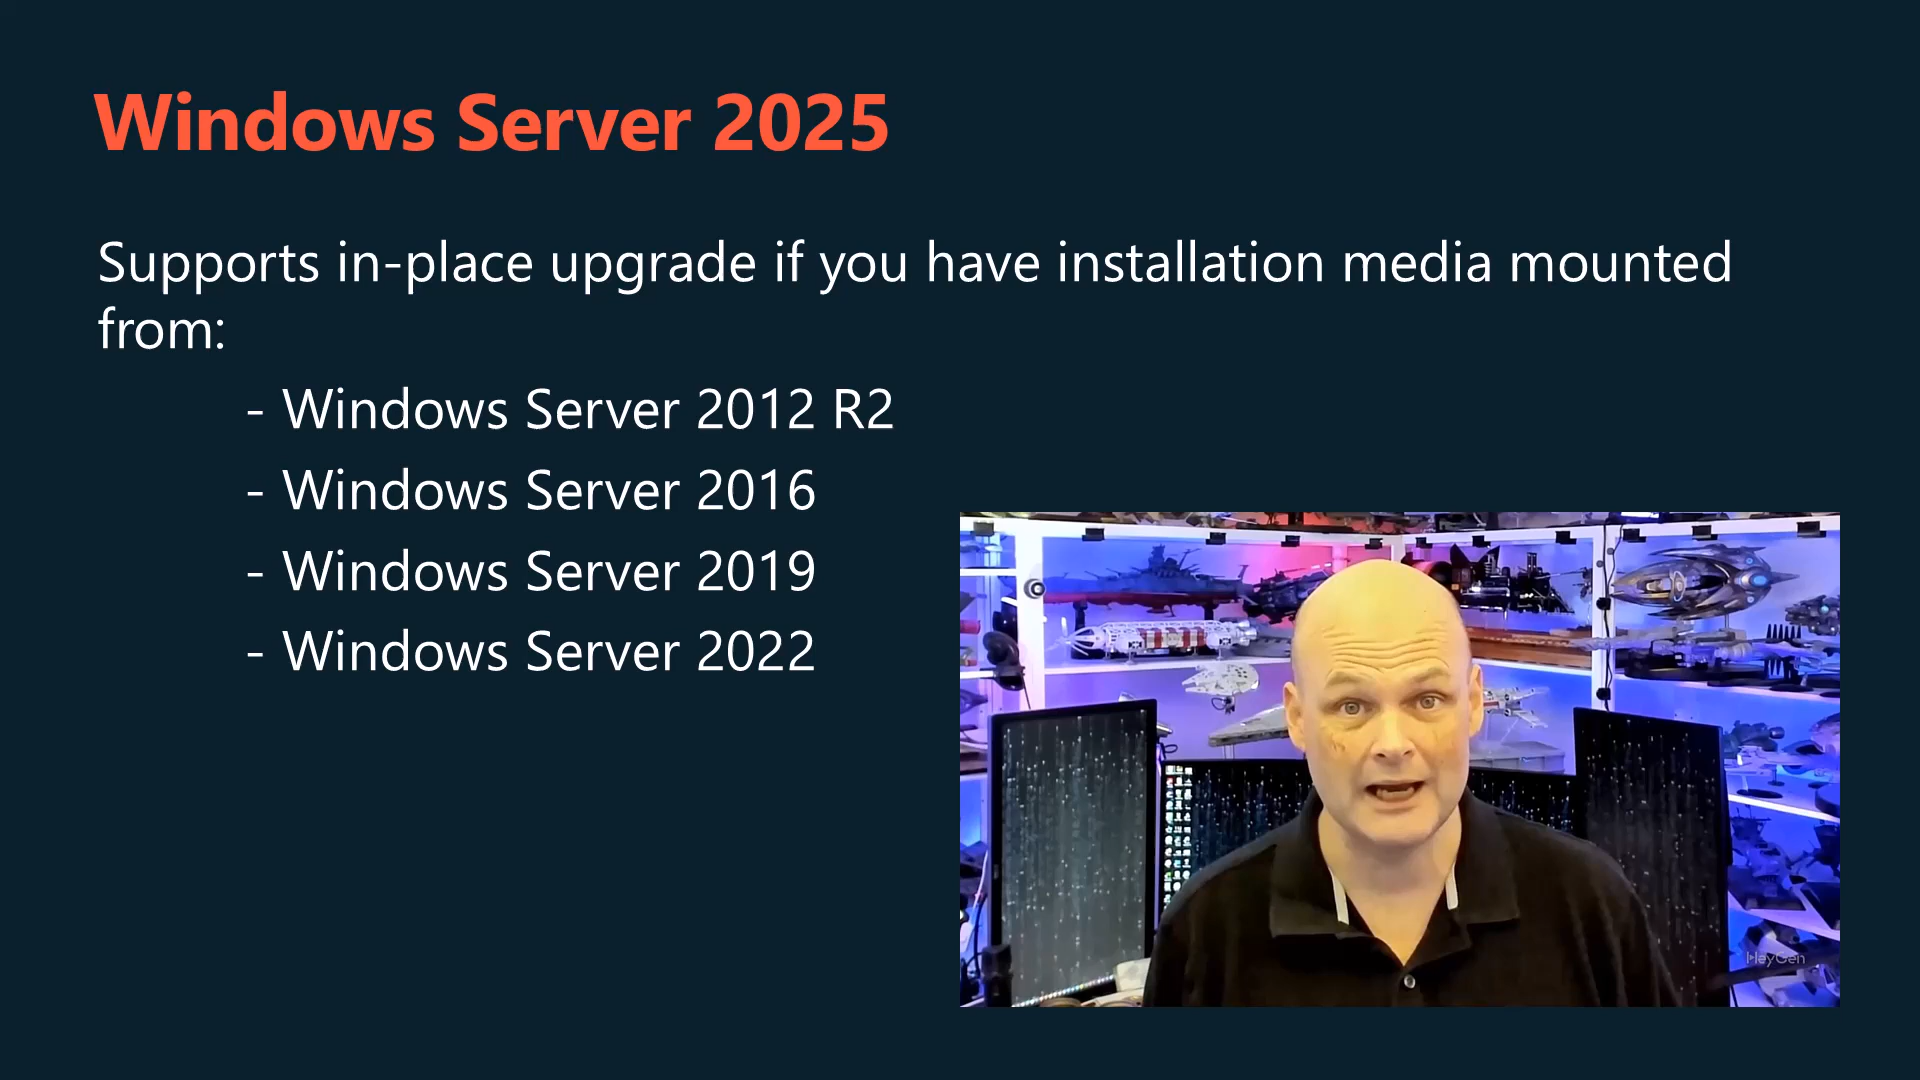 Windows Server 2025
Supports in-place upgrade if you have installation media mounted
from:
- Windows Server 2012 R2
- Windows Server 2016
- Windows Server 2019
- Windows Server 2022
HeyGen